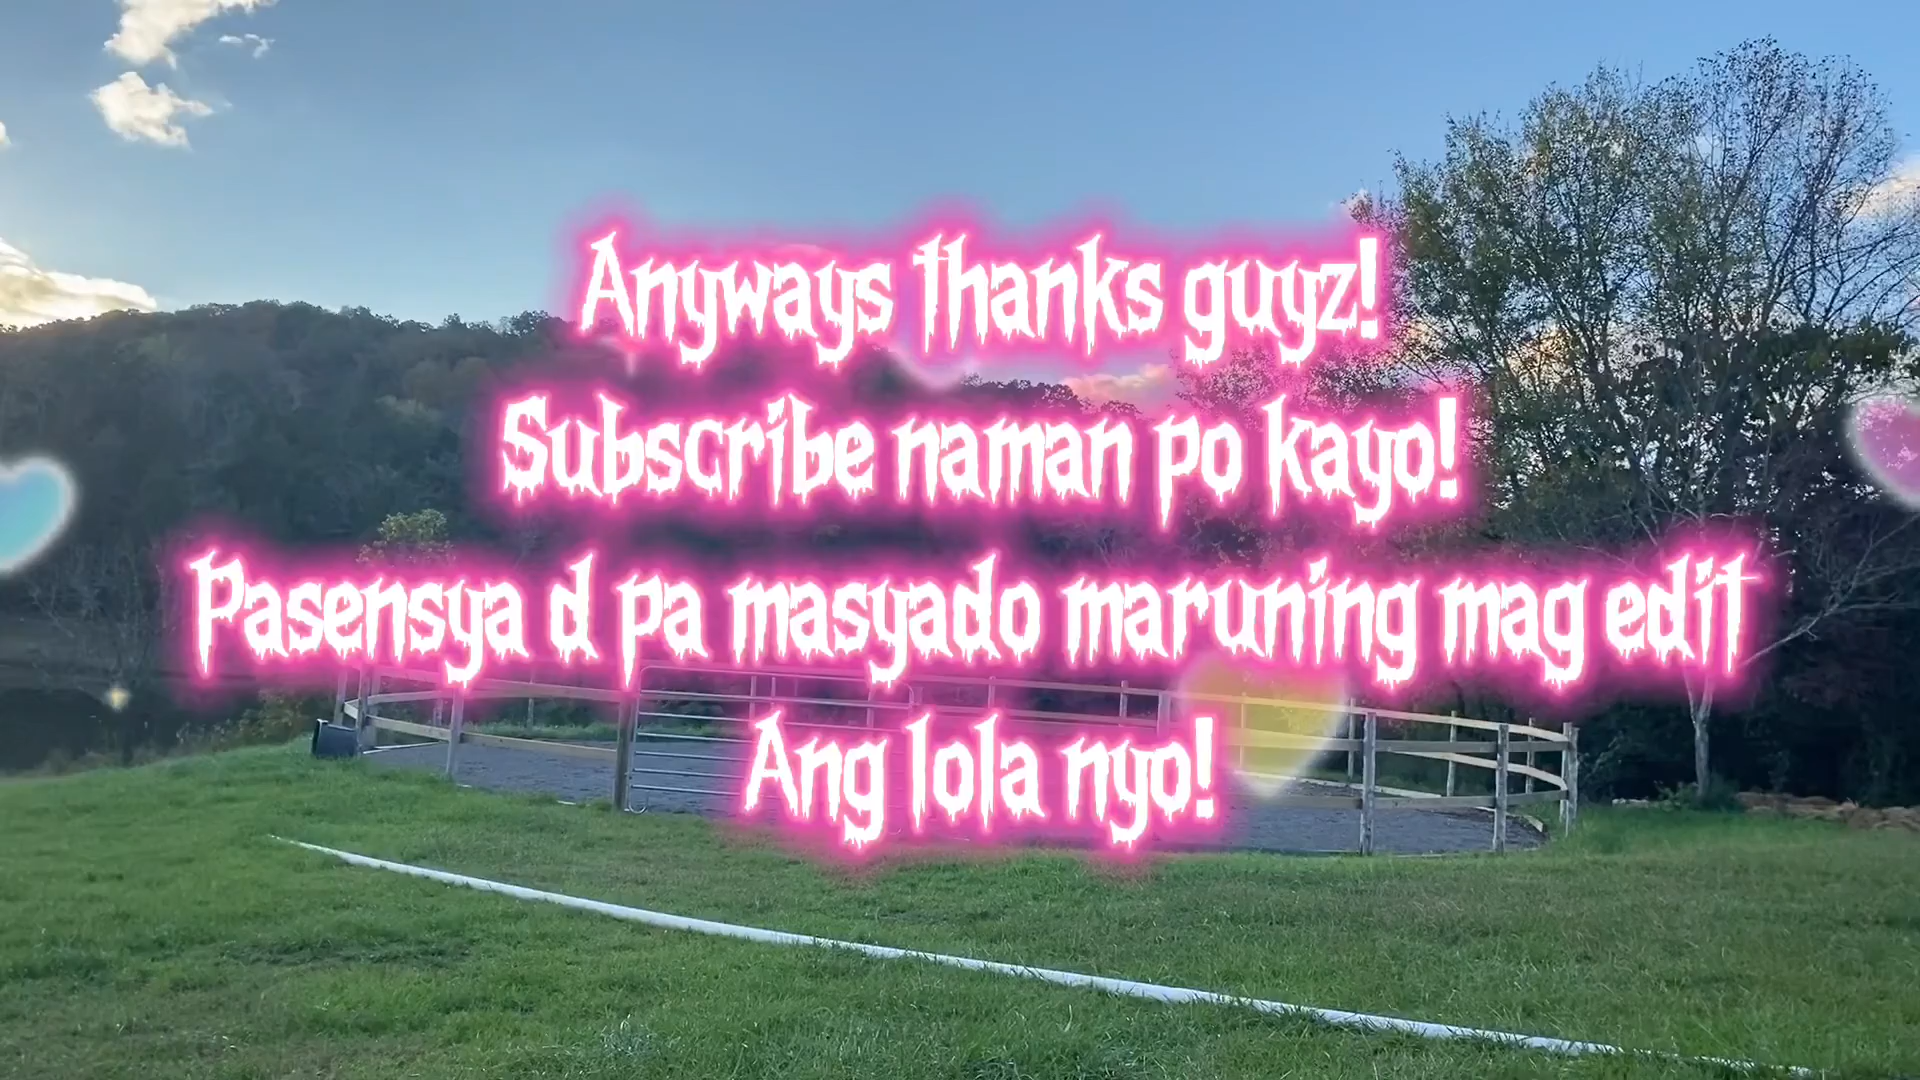 Anyways thanks guyz!
Subscribe naman po kayo!
Pasensya d pa masyado maruning mag edit
Ang lola nyo!